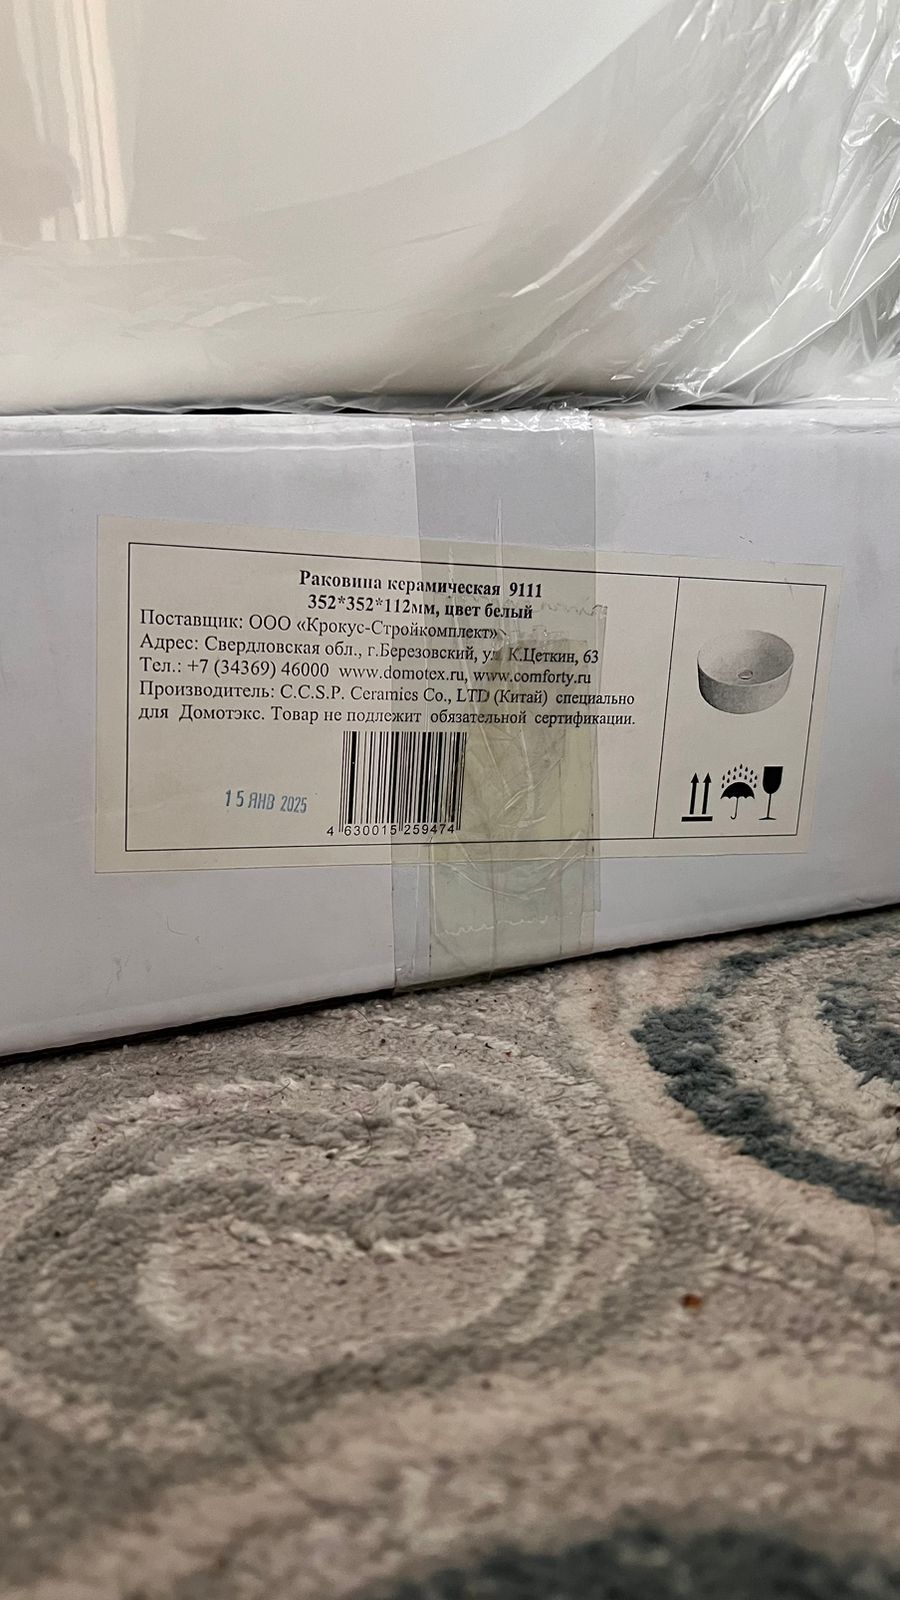 Раковина керамическая 9111
352*352*112мм, цвет белый
Поставщик: ООО «Крокус-Стройкомплект»
Адрес: Свердловская обл., г.Березовский, ул. К.Цеткин, 63
Тел.: +7 (34369) 46000 www.domotex.ru, www.comforty.ru
Производитель: C.C.S.P. Ceramics Co., LTD (Китай) специально
для Домотэкс. Товар не подлежит обязательной сертификации.
15 ЯНВ 2025
4 630015 259474